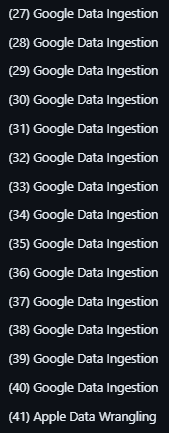 (27) Google Data Ingestion
(28) Google Data Ingestion
(29) Google Data Ingestion
(30) Google Data Ingestion
(31) Google Data Ingestion
(32) Google Data Ingestion
(33) Google Data Ingestion
(34) Google Data Ingestion
(35) Google Data Ingestion
(36) Google Data Ingestion
(37) Google Data Ingestion
(38) Google Data Ingestion
(39) Google Data Ingestion
(40) Google Data Ingestion
(41) Apple Data Wrangling